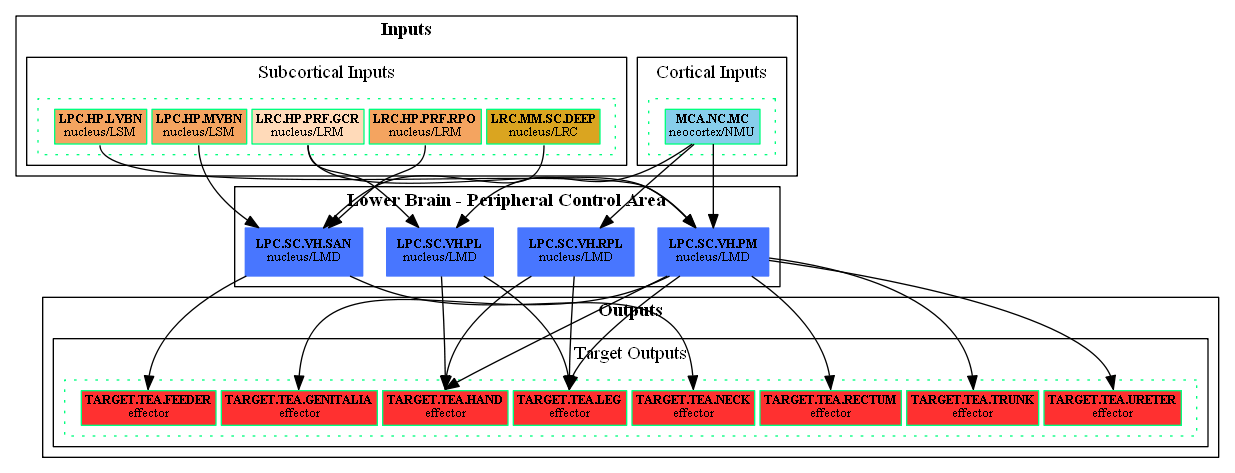 Inputs
Subcortical Inputs
Cortical Inputs
LPC.HP.LVBN
nucleus/LSM
LPC.HP.MVBN
nucleus/LSM
LRC.HP.PRF.GCR
nucleus/LRM
LRC.HP.PRF.RPO
nucleus/LRM
LRC.MM.SC.DEEP
nucleus/LRC
MCA.NC.MC
neocortex/NMU
Lower Brain - Peripheral Control Area
LPC.SC.VH.SAN
nucleus/LMD
LPC.SC.VH.PL
nucleus/LMD
LPC.SC.VH.RPL
nucleus/LMD
LPC.SC.VH.PM
nucleus/LMD
Outputs
Target Outputs
TARGET.TEA.FEEDER
effector
TARGET.TEA.GENITALIA
effector
TARGET.TEA.HAND
effector
TARGET.TEA.LEG
effector
TARGET.TEA.NECK
effector
TARGET.TEA.RECTUM
effector
TARGET.TEA.TRUNK
effector
TARGET.TEA.URETER
effector